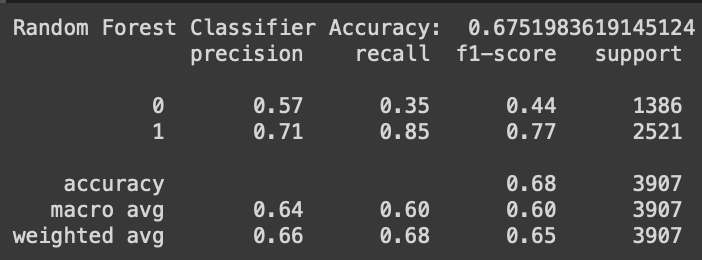 Random Forest Classifier Accuracy:  0.6751983619145124
              precision    recall  f1-score   support

           0       0.57      0.35      0.44      1386
           1       0.71      0.85      0.77      2521

    accuracy                           0.68      3907
   macro avg       0.64      0.60      0.60      3907
weighted avg       0.66      0.68      0.65      3907